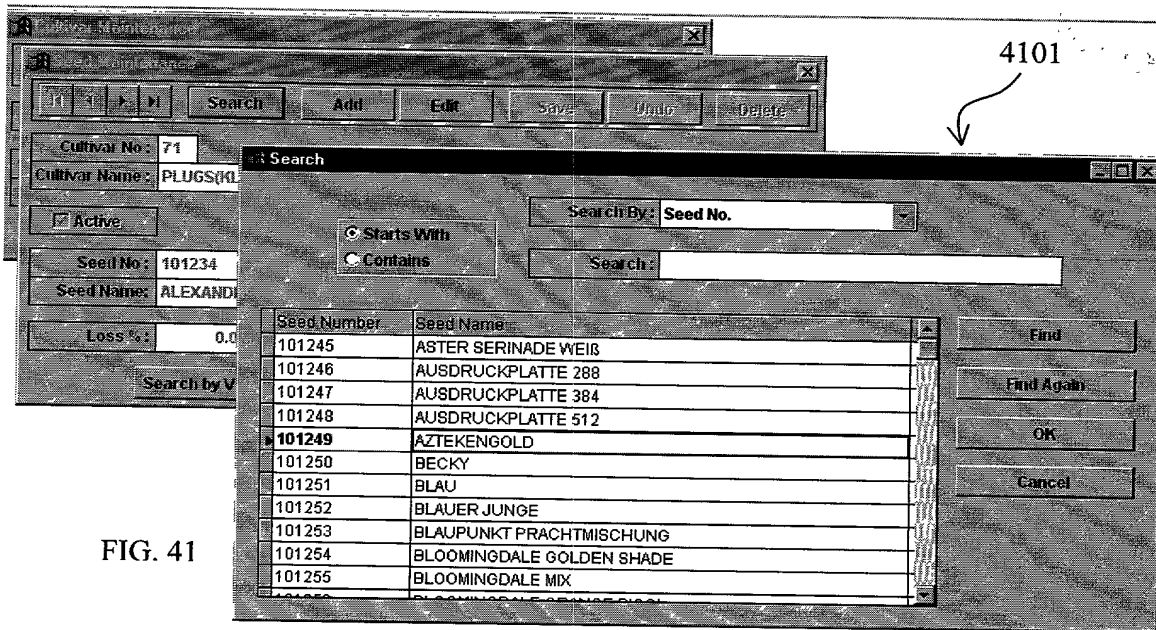 4101
Search Add Edit Save Undo Delete
Cultivar No : 71
Cultivar Name : PLUGS(KL
Active
Seed No : 101234
Seed Name: ALEXAND
Loss % : 0.0
Search by V
Search
Search By : Seed No.
Starts With
Contains
Search :
Seed Number Seed Name
101245 ASTER SERINADE WEIß
101246 AUSDRUCKPLATTE 288
101247 AUSDRUCKPLATTE 384
101248 AUSDRUCKPLATTE 512
101249 AZTEKENGOLD
101250 BECKY
101251 BLAU
101252 BLAUER JUNGE
101253 BLAUPUNKT PRACHTMISCHUNG
101254 BLOOMINGDALE GOLDEN SHADE
101255 BLOOMINGDALE MIX
Find
Find Again
OK
Cancel
FIG. 41